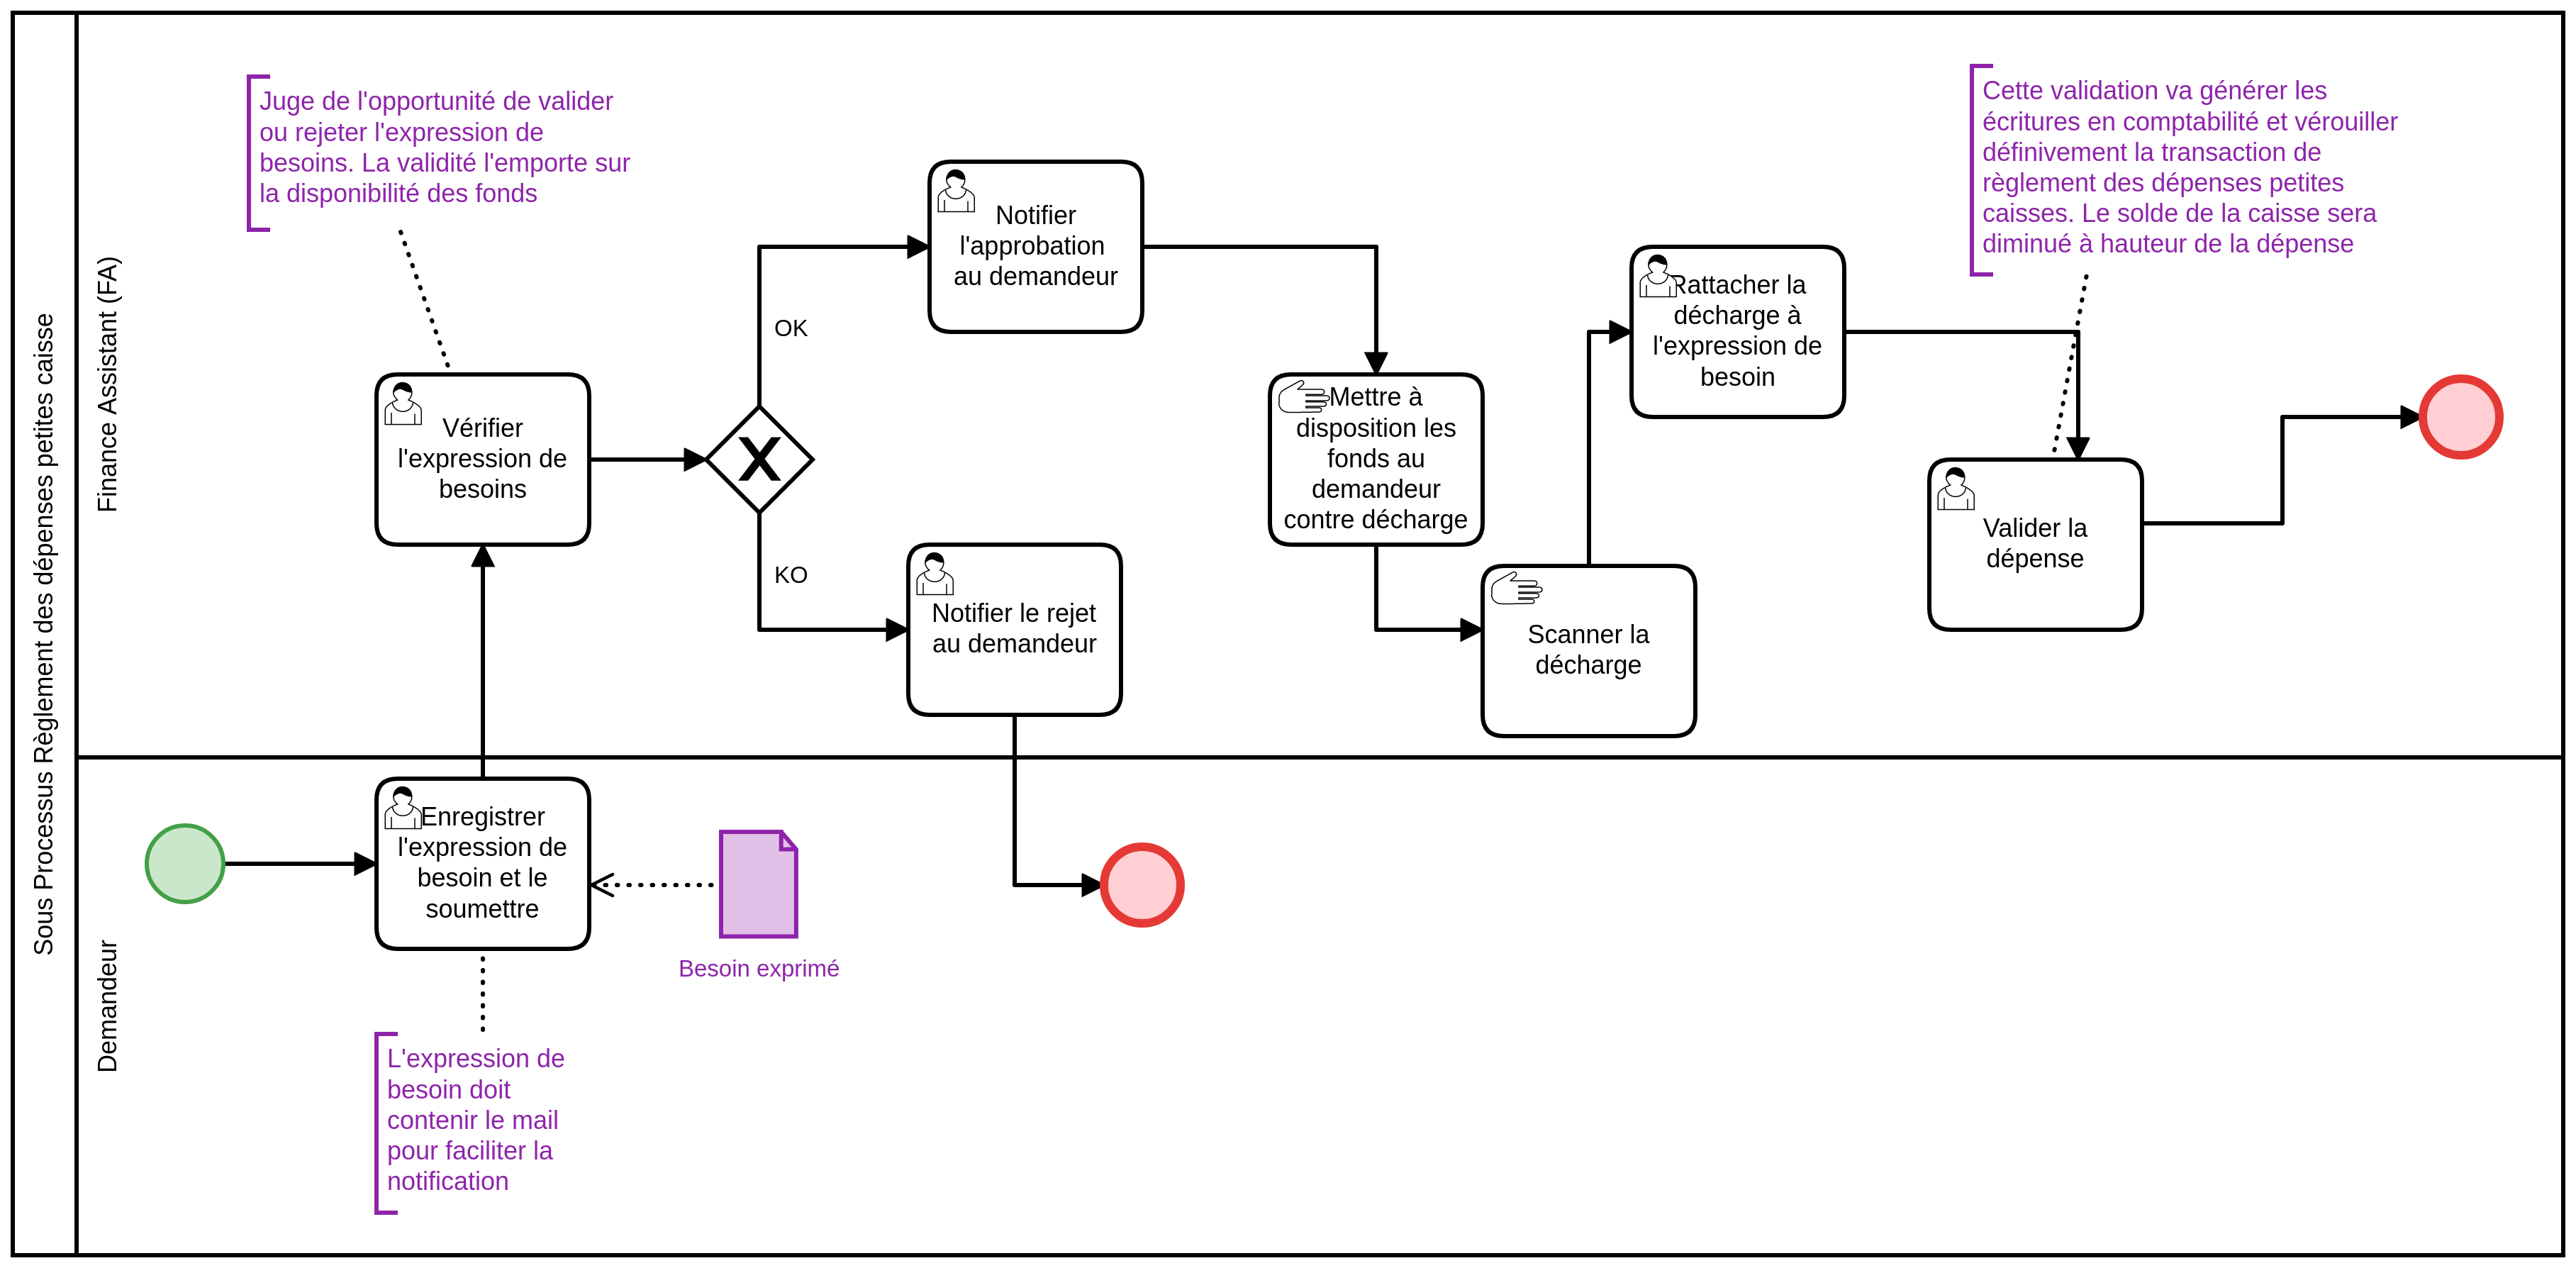 Sous Processus Règlement des dépenses petites caisse
Finance Assistant (FA)
Juge de l'opportunité de valider
ou rejeter l'expression de
besoins. La validité l'emporte sur
la disponibilité des fonds
Vérifier
l'expression de
besoins
OK
KO
Notifier
l'approbation
au demandeur
Notifier le rejet
au demandeur
Mettre à
disposition les
fonds au
demandeur
contre décharge
Scanner la
décharge
Rattacher la
décharge à
l'expression de
besoin
Cette validation va générer les
écritures en comptabilité et vérouiller
définivement la transaction de
règlement des dépenses petites
caisses. Le solde de la caisse sera
diminué à hauteur de la dépense
Valider la
dépense
Demandeur
Enregistrer
l'expression de
besoin et le
soumettre
Besoin exprimé
L'expression de
besoin doit
contenir le mail
pour faciliter la
notification